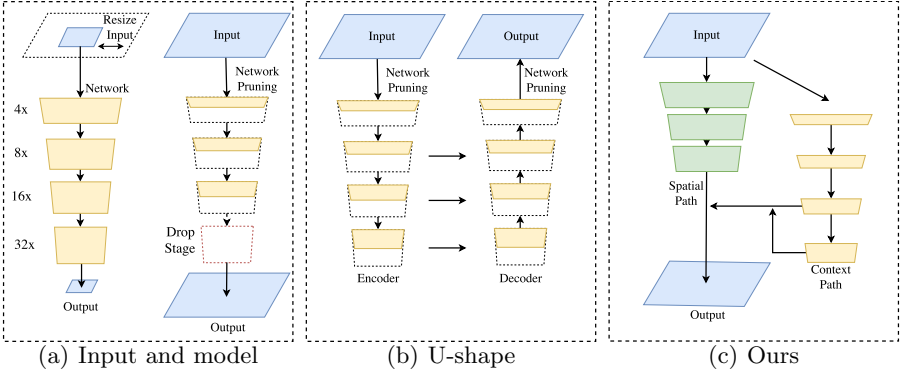 Resize
Input
Network
4x
8x
16x
32x
Output
Input
Network
Pruning
Drop
Stage
Output
(a) Input and model
Input
Network
Pruning
Encoder
Output
Network
Pruning
Decoder
(b) U-shape
Input
Spatial
Path
Context
Path
Output
(c) Ours